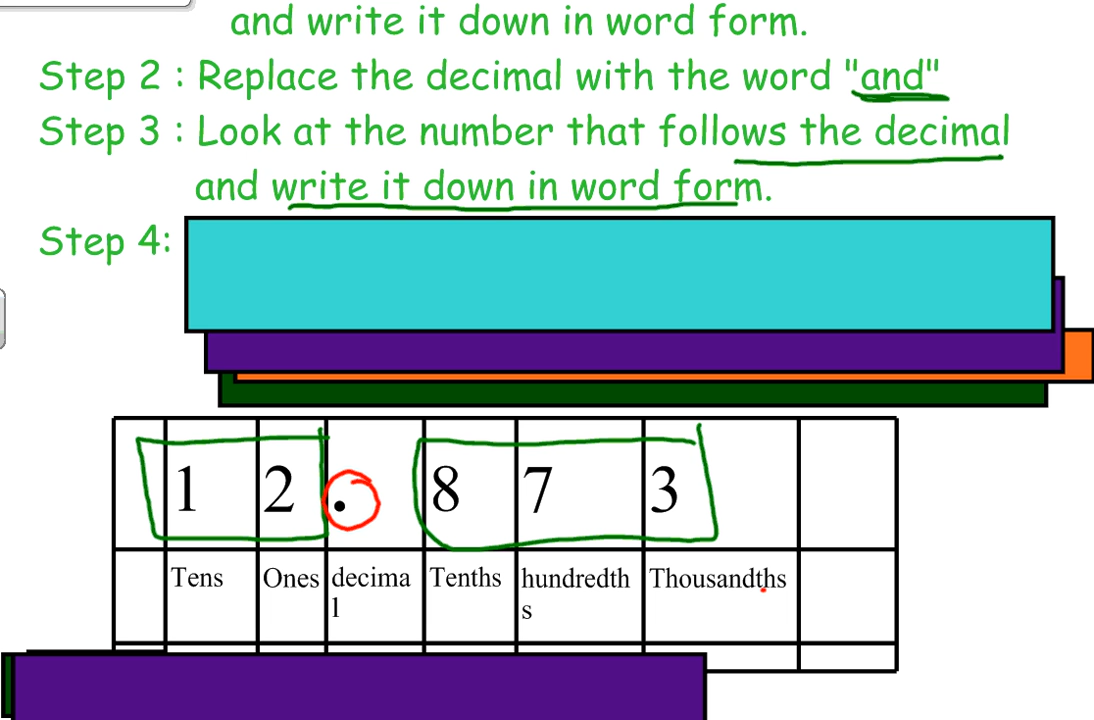 and write it down in word form.
Step 2 : Replace the decimal with the word "and"
Step 3 : Look at the number that follows the decimal
and write it down in word form.
Step 4:
1 2 . 8 7 3
Tens Ones decima Tenths hundredth Thousandths
l s